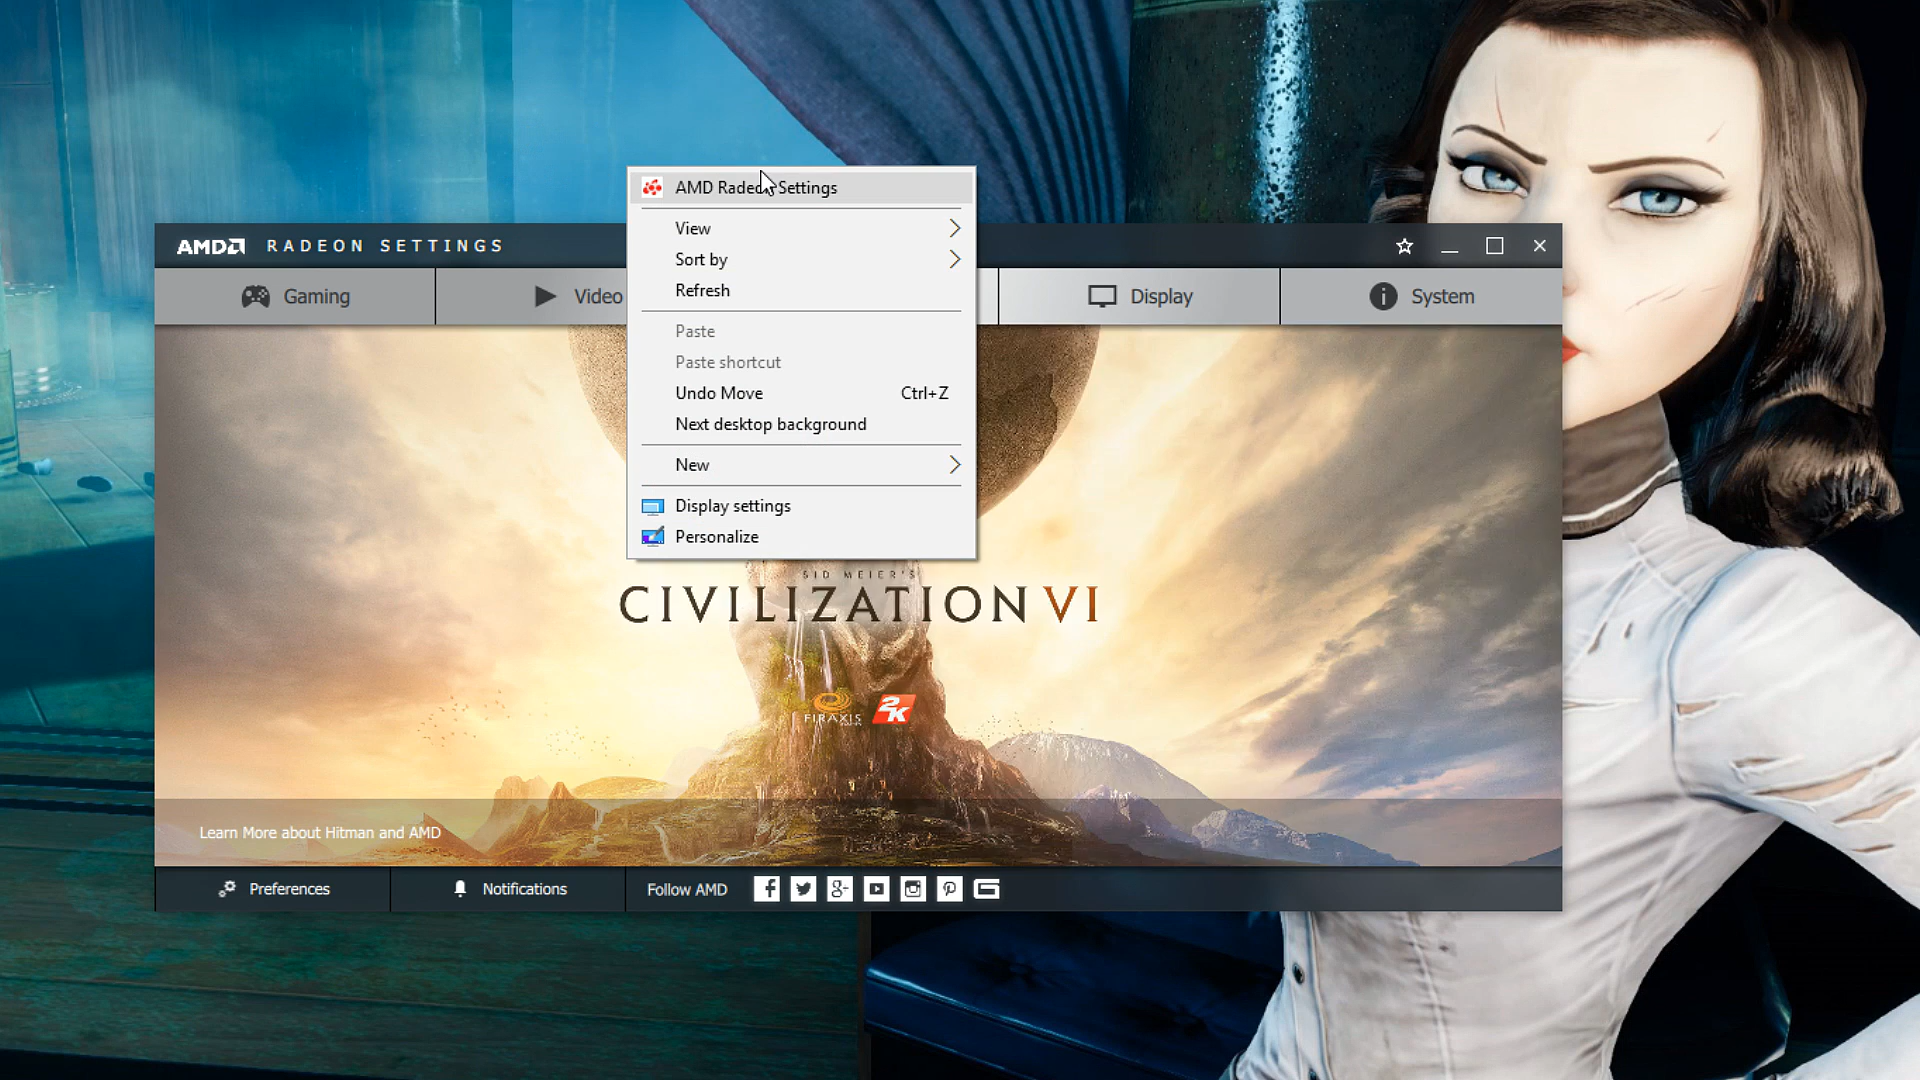 AMD Radeon Settings
AMD RADEON SETTINGS
View
Sort by
Refresh
Gaming
Video
Display
System
Paste
Paste shortcut
Undo Move Ctrl+Z
Next desktop background
New
Display settings
Personalize
SID MEIER'S
CIVILIZATION VI
FIRAXIS
2K
Learn More about Hitman and AMD
Preferences
Notifications
Follow AMD